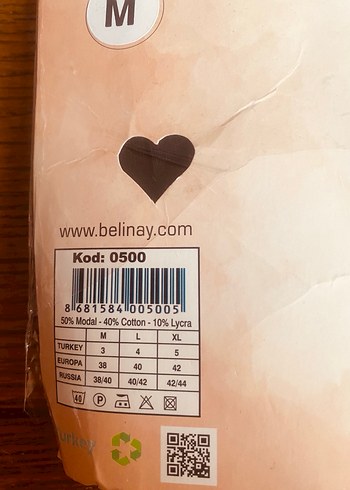 M
www.belinay.com
Kod: 0500
8 681584 005005
50% Modal - 40% Cotton - 10% Lycra
M L XL
TURKEY 3 4 5
EUROPA 38 40 42
RUSSIA 38/40 40/42 42/44
40 P
urkey